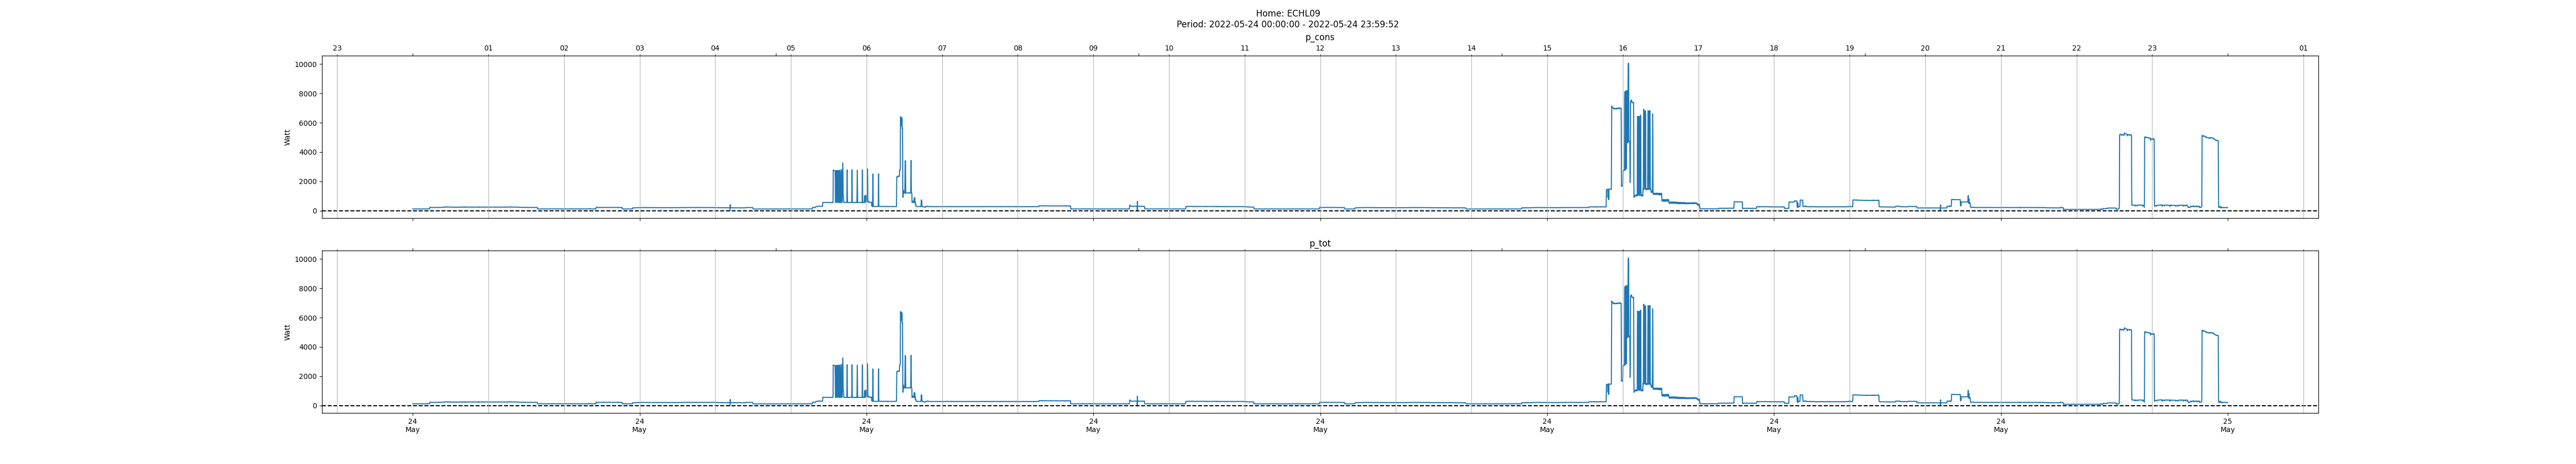 Home: ECHL09
Period: 2022-05-24 00:00:00 - 2022-05-24 23:59:52
p_cons
23 01 02 03 04 05 06 07 08 09 10 11 12 13 14 15 16 17 18 19 20 21 22 23 01
10000
8000
6000
4000
2000
0
Watt
p_tot
10000
8000
6000
4000
2000
0
Watt
24 24 24 24 24 24 24 24 25
May May May May May May May May May